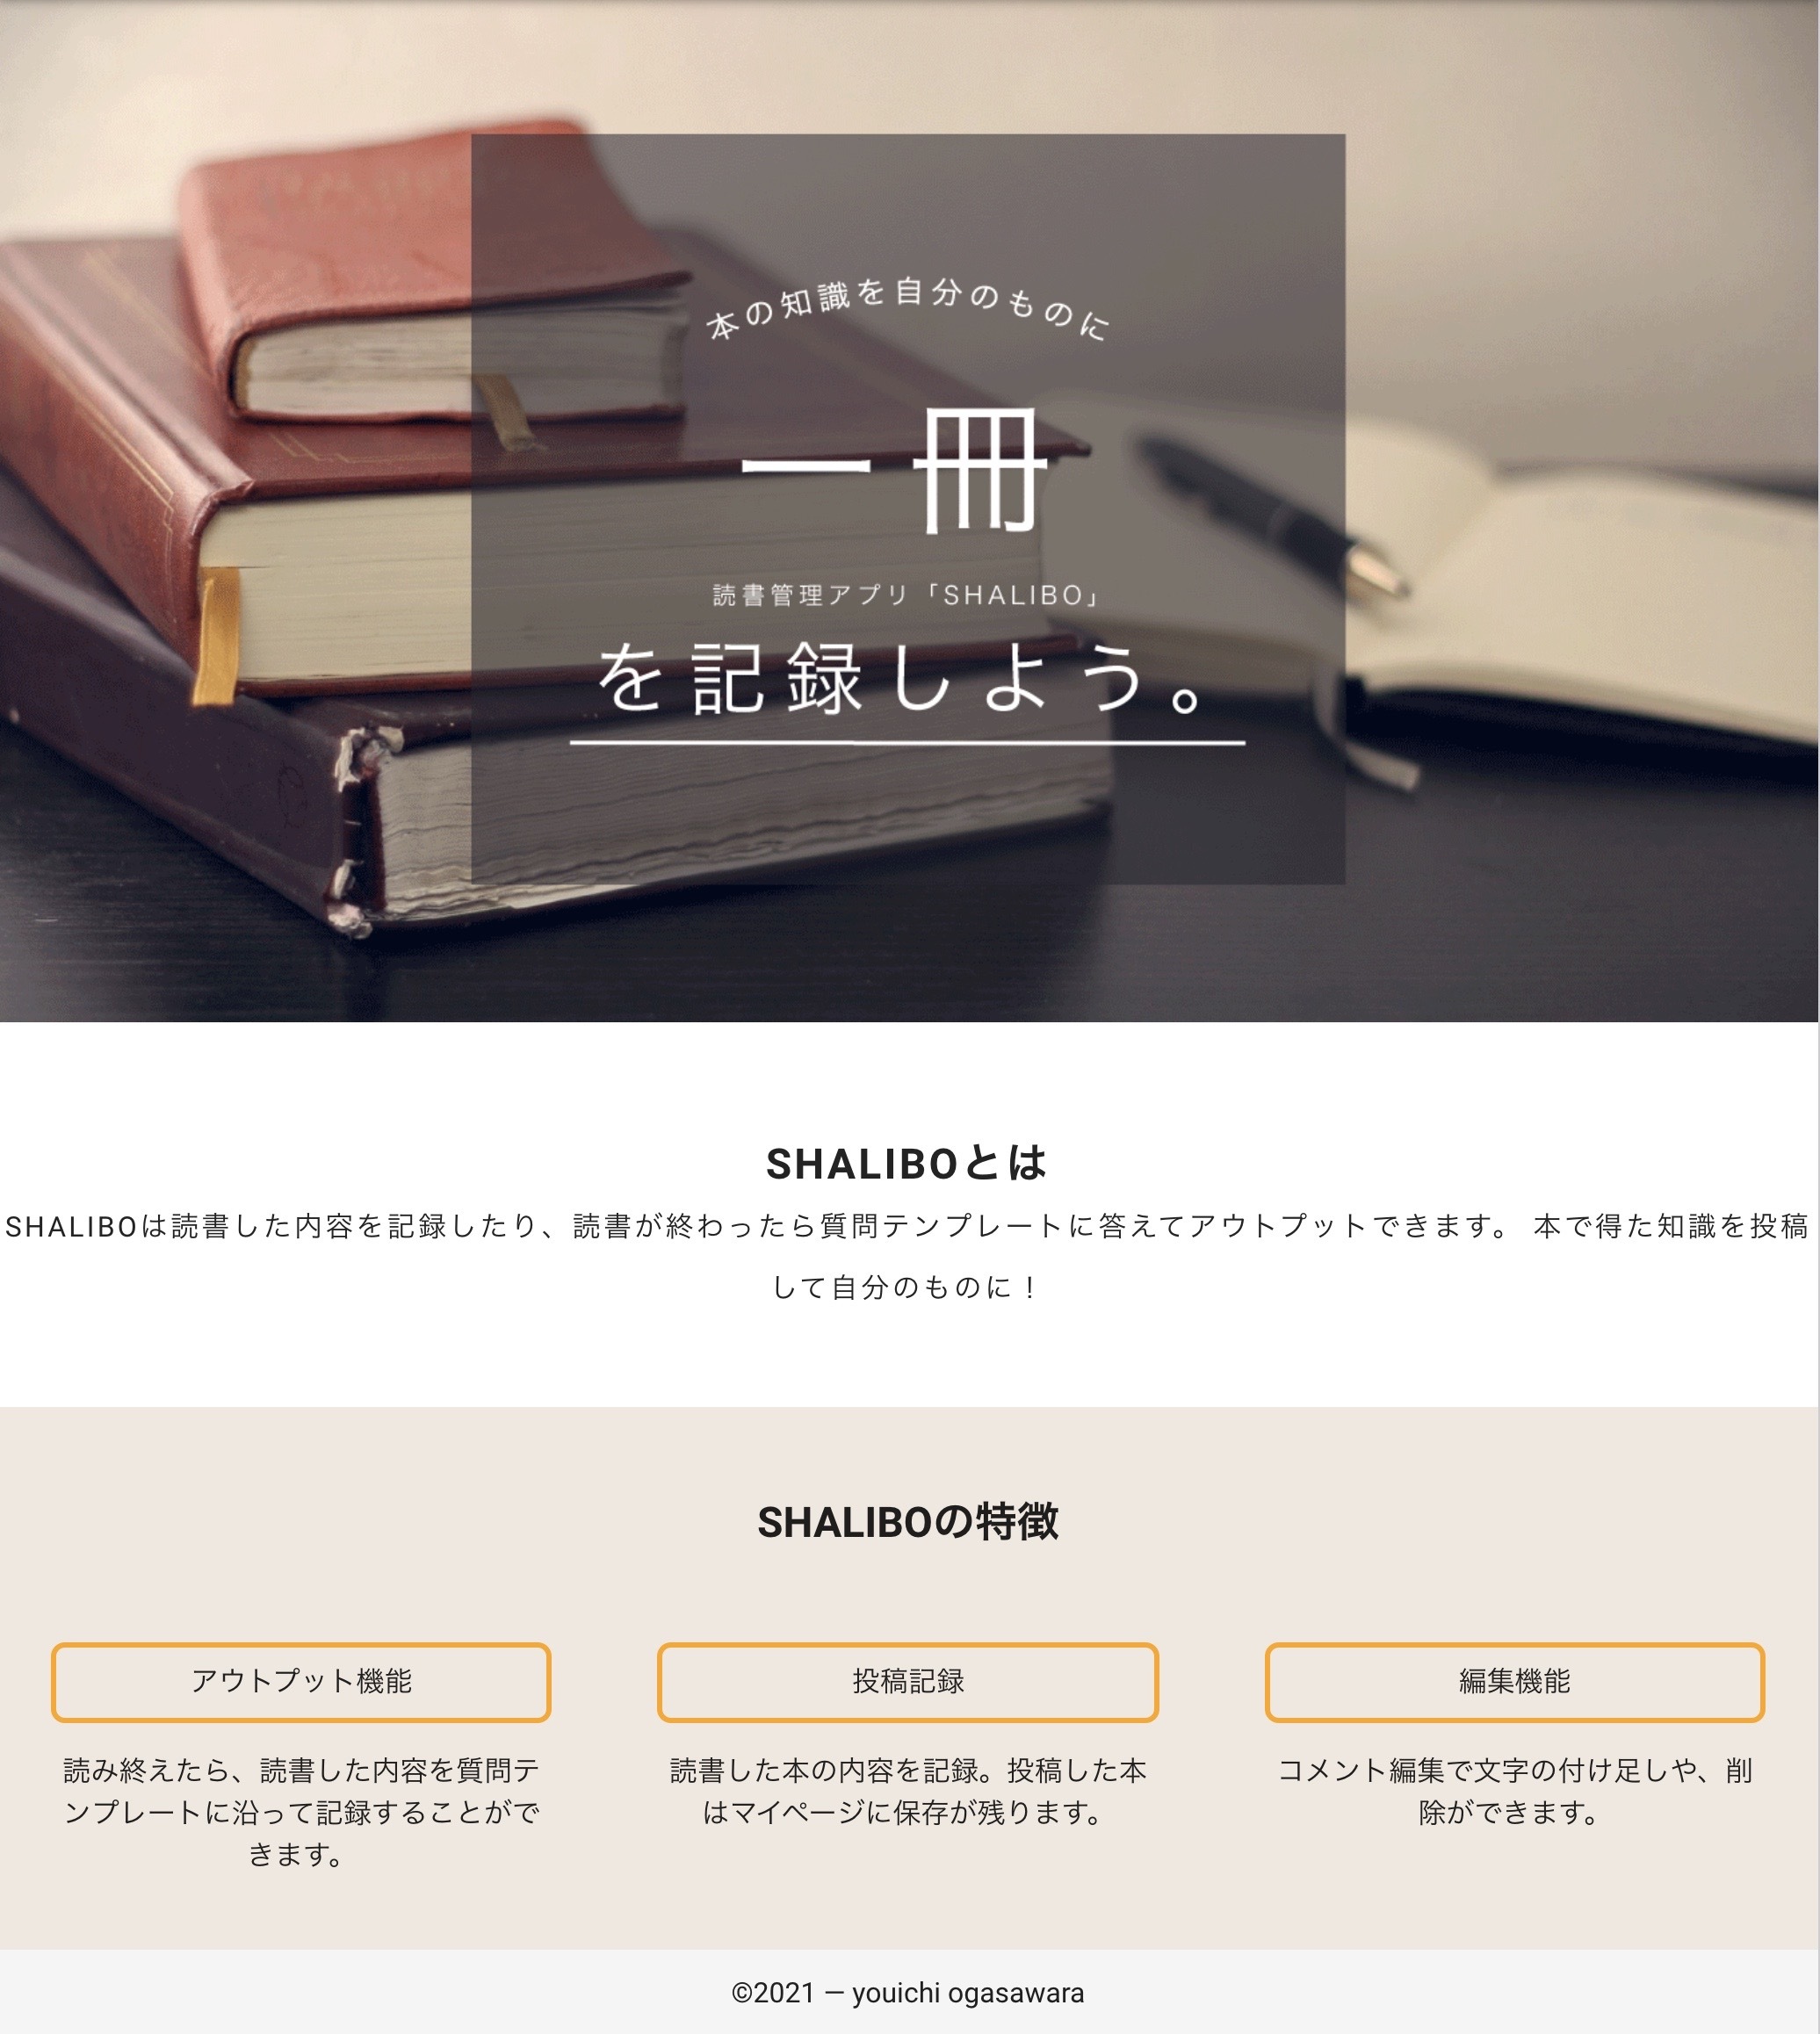 本の知識を自分のものに
一冊
読書管理アプリ「SHALIBO」
を記録しよう。
SHALIBOとは
SHALIBOは読書した内容を記録したり、読書が終わったら質問テンプレートに答えてアウトプットできます。 本で得た知識を投稿
して自分のものに！
SHALIBOの特徴
アウトプット機能
読み終えたら、読書した内容を質問テ
ンプレートに沿って記録することがで
きます。
投稿記録
読書した本の内容を記録。投稿した本
はマイページに保存が残ります。
編集機能
コメント編集で文字の付け足しや、削
除ができます。
©2021 — youichi ogasawara